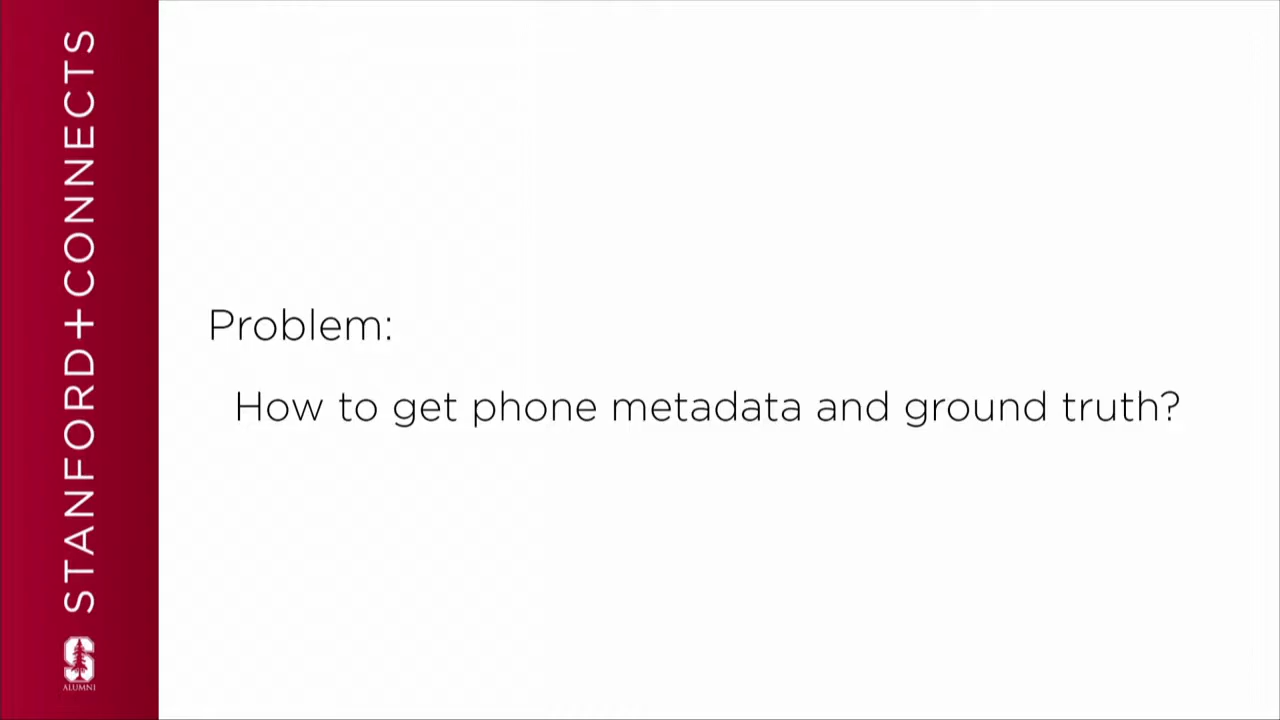 STANFORD+CONNECTS
S
ALUMNI
Problem:
How to get phone metadata and ground truth?